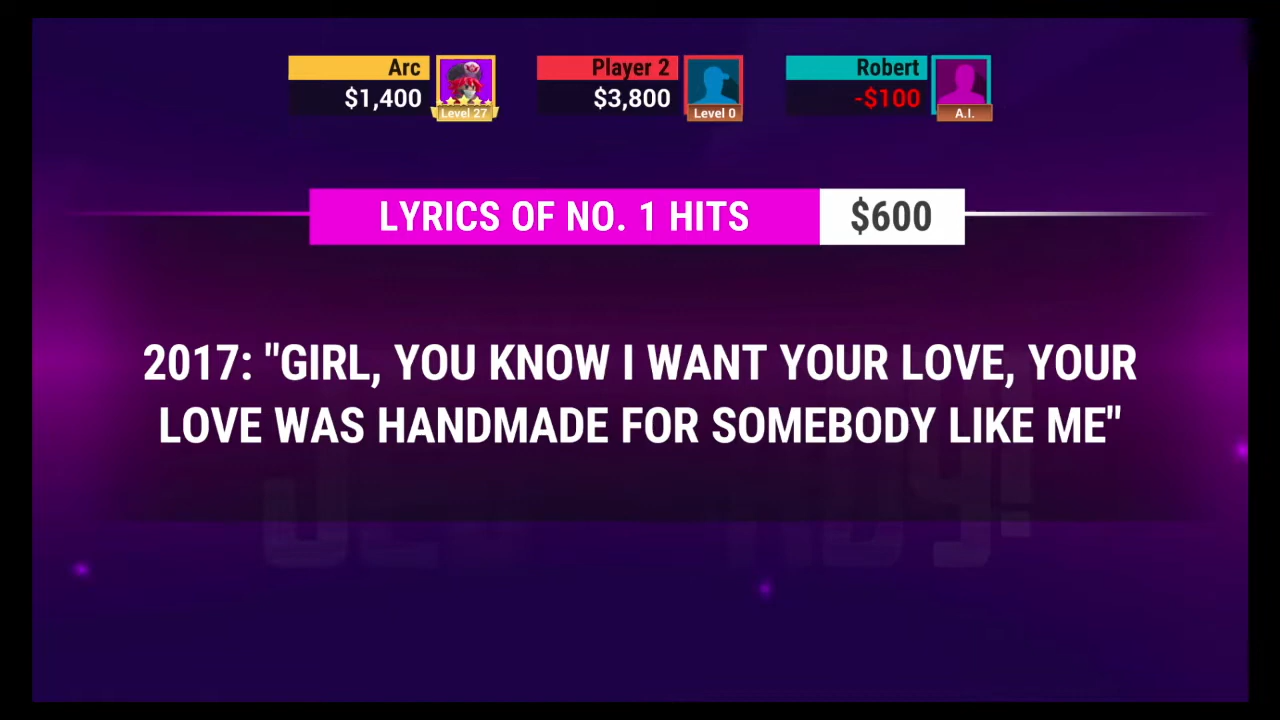 Arc
$1,400
Level 27
Player 2
$3,800
Level 0
Robert
-$100
A.I.
LYRICS OF NO. 1 HITS
$600
2017: "GIRL, YOU KNOW I WANT YOUR LOVE, YOUR
LOVE WAS HANDMADE FOR SOMEBODY LIKE ME"